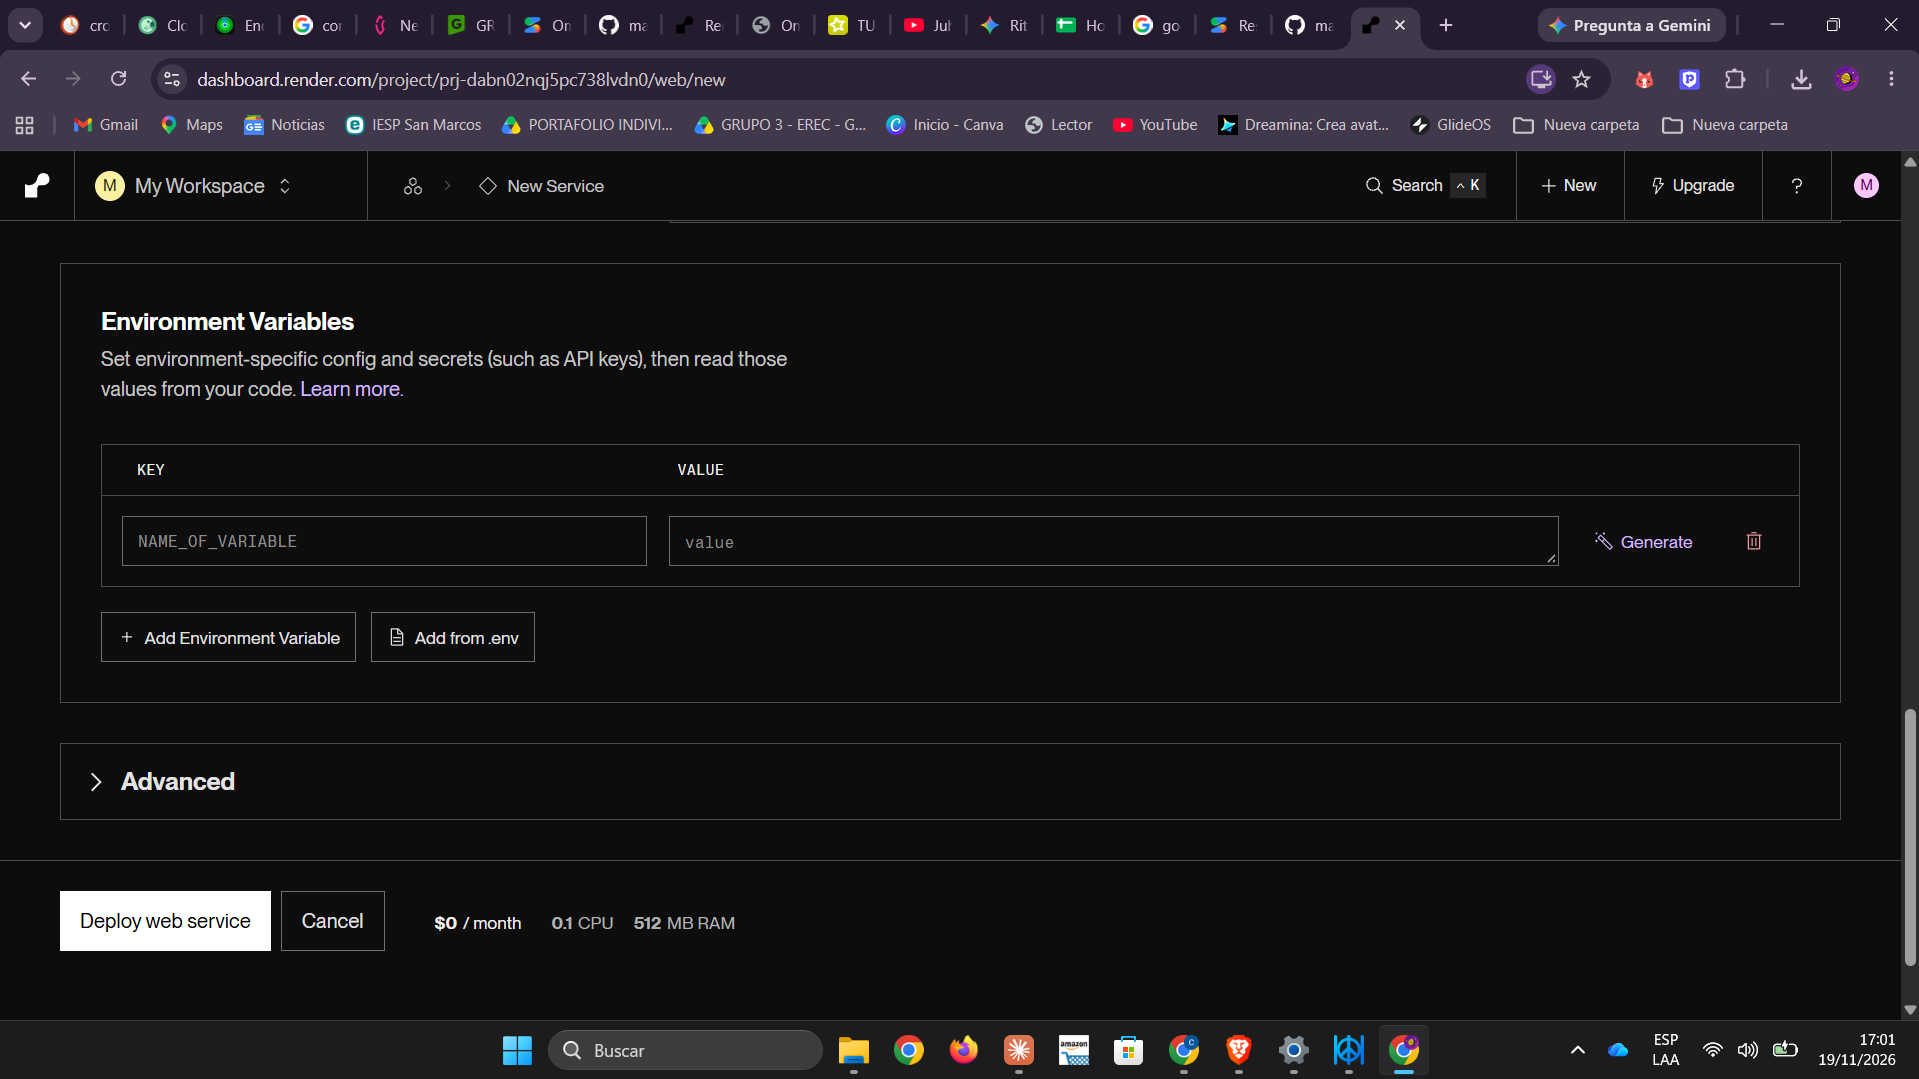 cro
Clc
Enc
cor
Ne
GR
On
ma
Re
On
TU
Juh
Rit
Ho
go
Re
ma
Pregunta a Gemini
dashboard.render.com/project/prj-dabn02nqj5pc738lvdn0/web/new
Gmail
Maps
Noticias
IESP San Marcos
PORTAFOLIO INDIVI...
GRUPO 3 - EREC - G...
Inicio - Canva
Lector
YouTube
Dreamina: Crea avat...
GlideOS
Nueva carpeta
Nueva carpeta
M My Workspace
New Service
Search ^ K
+ New
Upgrade
?
M
Environment Variables
Set environment-specific config and secrets (such as API keys), then read those
values from your code. Learn more.
KEY VALUE
NAME_OF_VARIABLE value Generate
+ Add Environment Variable Add from .env
Advanced
Deploy web service Cancel $0 / month 0.1 CPU 512 MB RAM
Buscar
amazon
C
ESP
LAA
17:01
19/11/2026